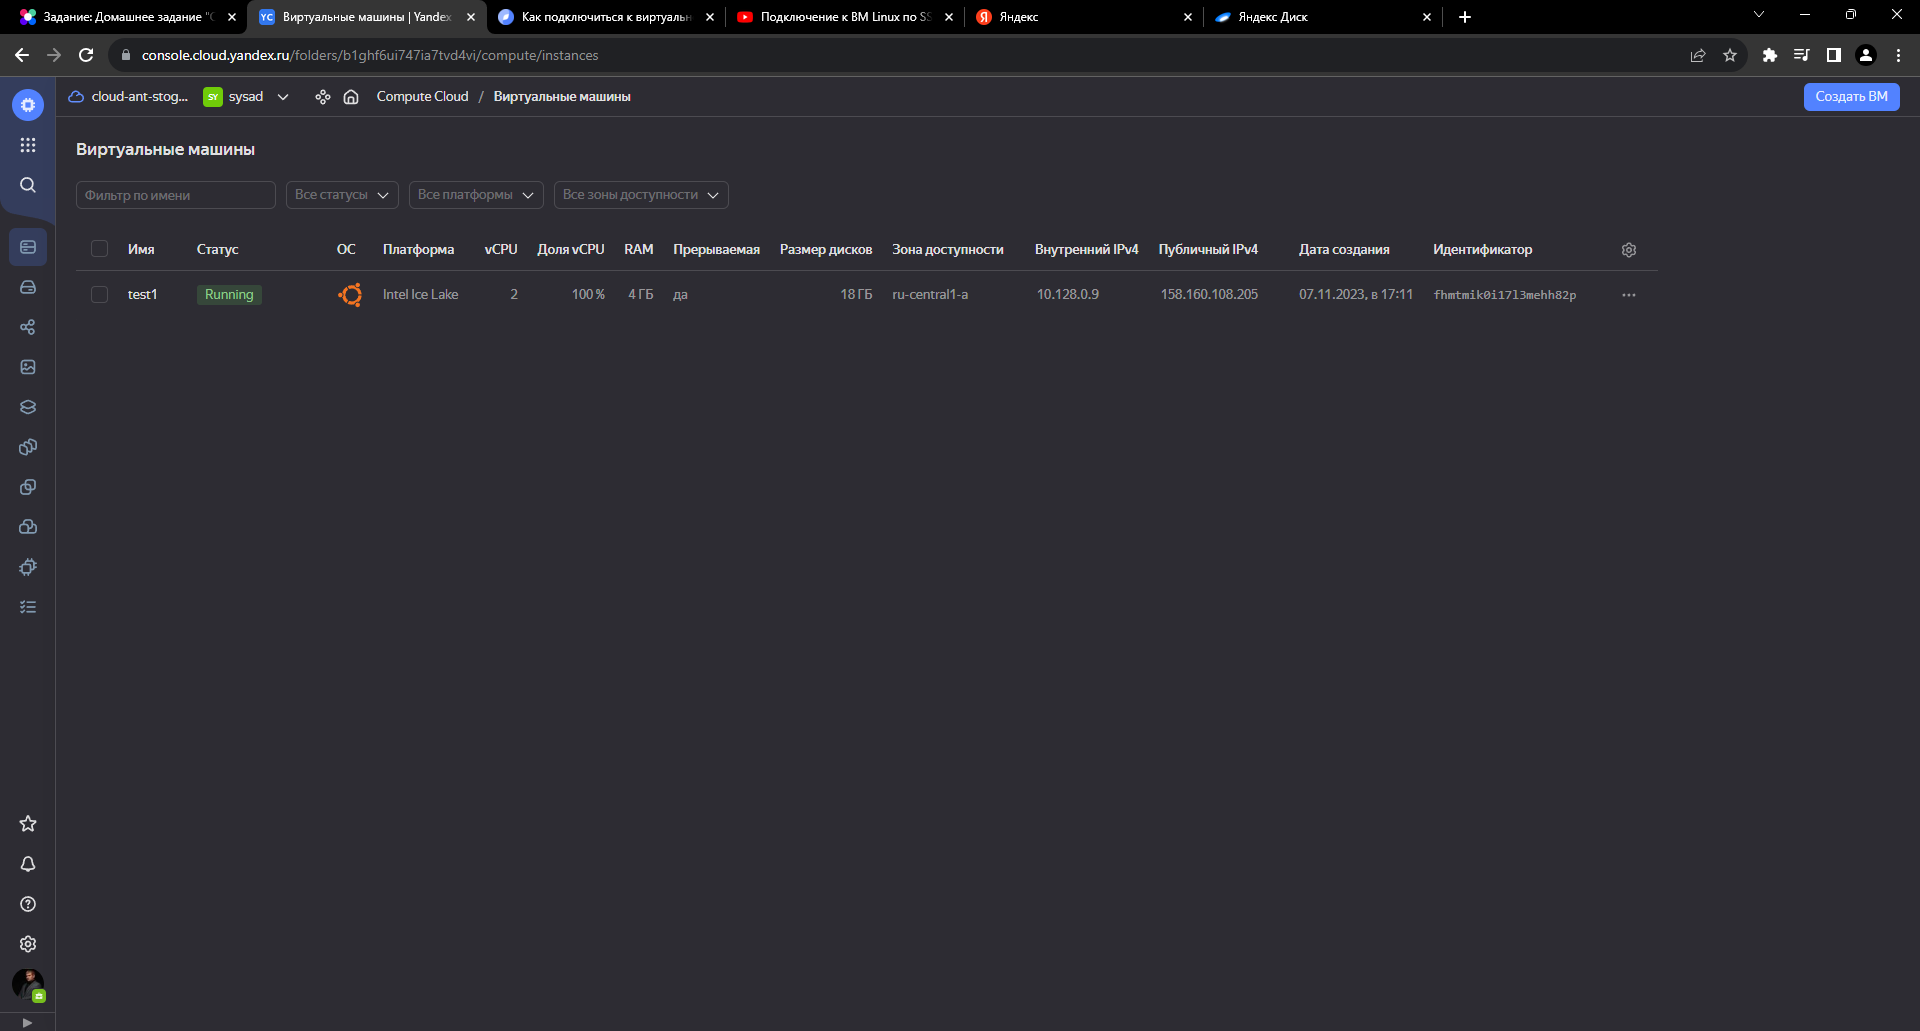 Задание: Домашнее задание "С
Виртуальные машины | Yandex
Как подключиться к виртуальн
Подключение к ВМ Linux по SS
Яндекс
Яндекс Диск
console.cloud.yandex.ru/folders/b1ghf6ui747ia7tvd4vi/compute/instances
cloud-ant-stog... SY sysad Compute Cloud / Виртуальные машины Создать ВМ
Виртуальные машины
Фильтр по имени Все статусы Все платформы Все зоны доступности
Имя Статус ОС Платформа vCPU Доля vCPU RAM Прерываемая Размер дисков Зона доступности Внутренний IPv4 Публичный IPv4 Дата создания Идентификатор
test1 Running Intel Ice Lake 2 100 % 4 ГБ да 18 ГБ ru-central1-a 10.128.0.9 158.160.108.205 07.11.2023, в 17:11 fhmtmik0i17l3mehh82p